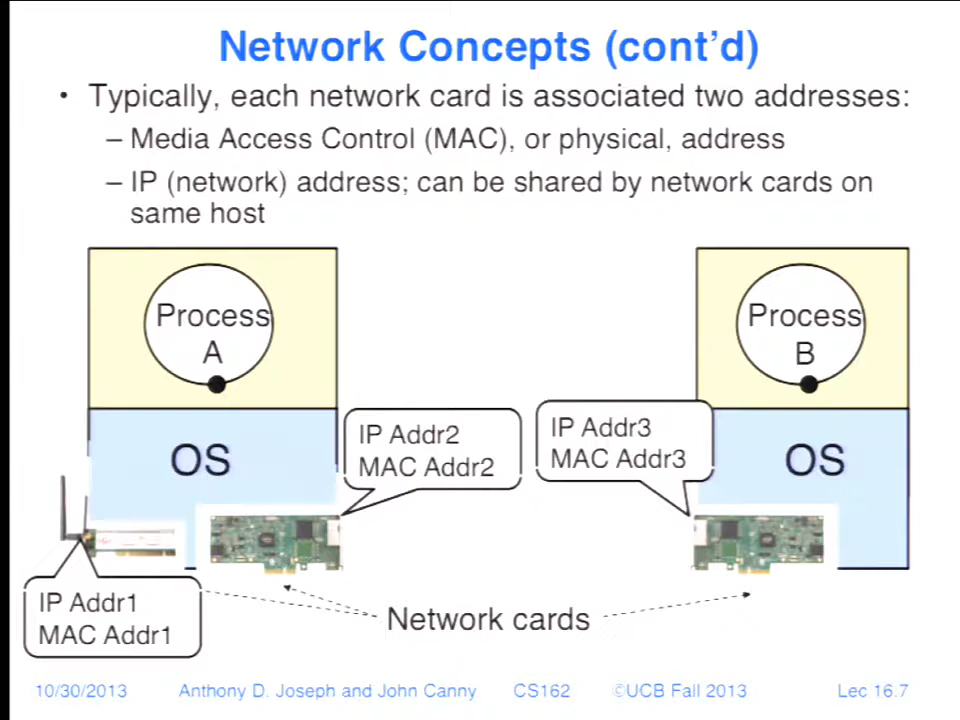 Network Concepts (cont'd)
• Typically, each network card is associated two addresses:
– Media Access Control (MAC), or physical, address
– IP (network) address; can be shared by network cards on
same host
Process
A
Process
B
OS
IP Addr2
MAC Addr2
IP Addr3
MAC Addr3
OS
IP Addr1
MAC Addr1
Network cards
10/30/2013 Anthony D. Joseph and John Canny CS162 ©UCB Fall 2013 Lec 16.7